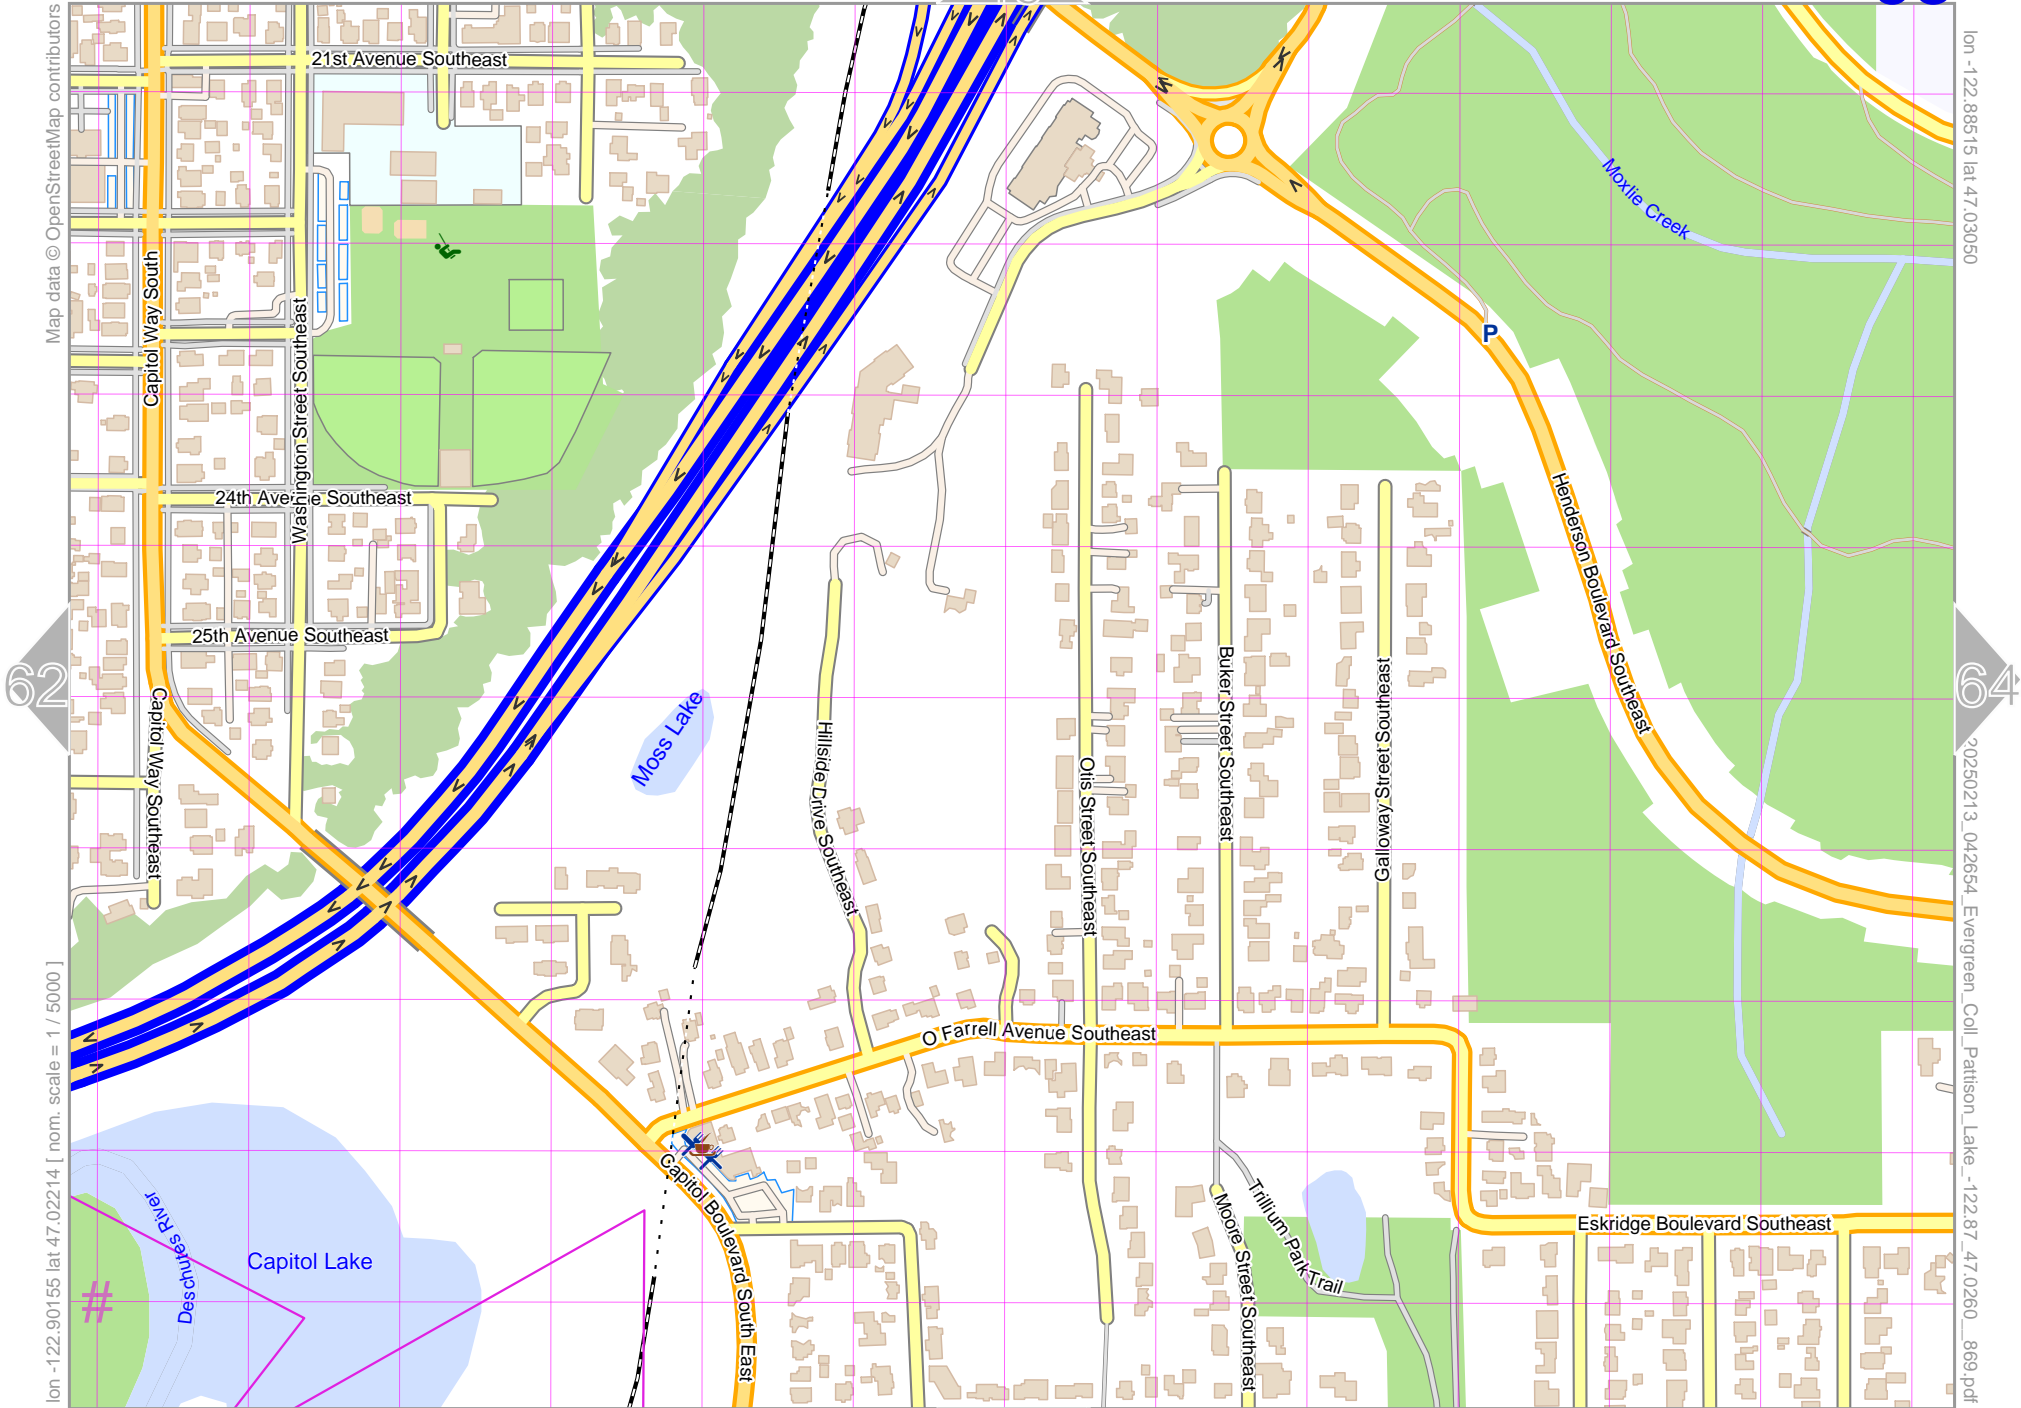 21st Avenue Southeast
Map data © OpenStreetMap contributors
lon -122.88515 lat 47.03050
Moxlie Creek
Capitol Way South
Washington Street Southeast
P
24th Avenue Southeast
Henderson Boulevard Southeast
25th Avenue Southeast
62
64
Capitol Way Southeast
Moss Lake
Hillside Drive Southeast
Otis Street Southeast
Buker Street Southeast
Galloway Street Southeast
O Farrell Avenue Southeast
Capitol Boulevard South East
Trillium Park Trail
Moore Street Southeast
Eskridge Boulevard Southeast
Deschutes River
Capitol Lake
#
lon -122.90155 lat 47.02214 [ nom. scale = 1 / 5000 ]
20250213_042654_Evergreen_Coll_Pattison_Lake_-122.87_47.0260__869.pdf